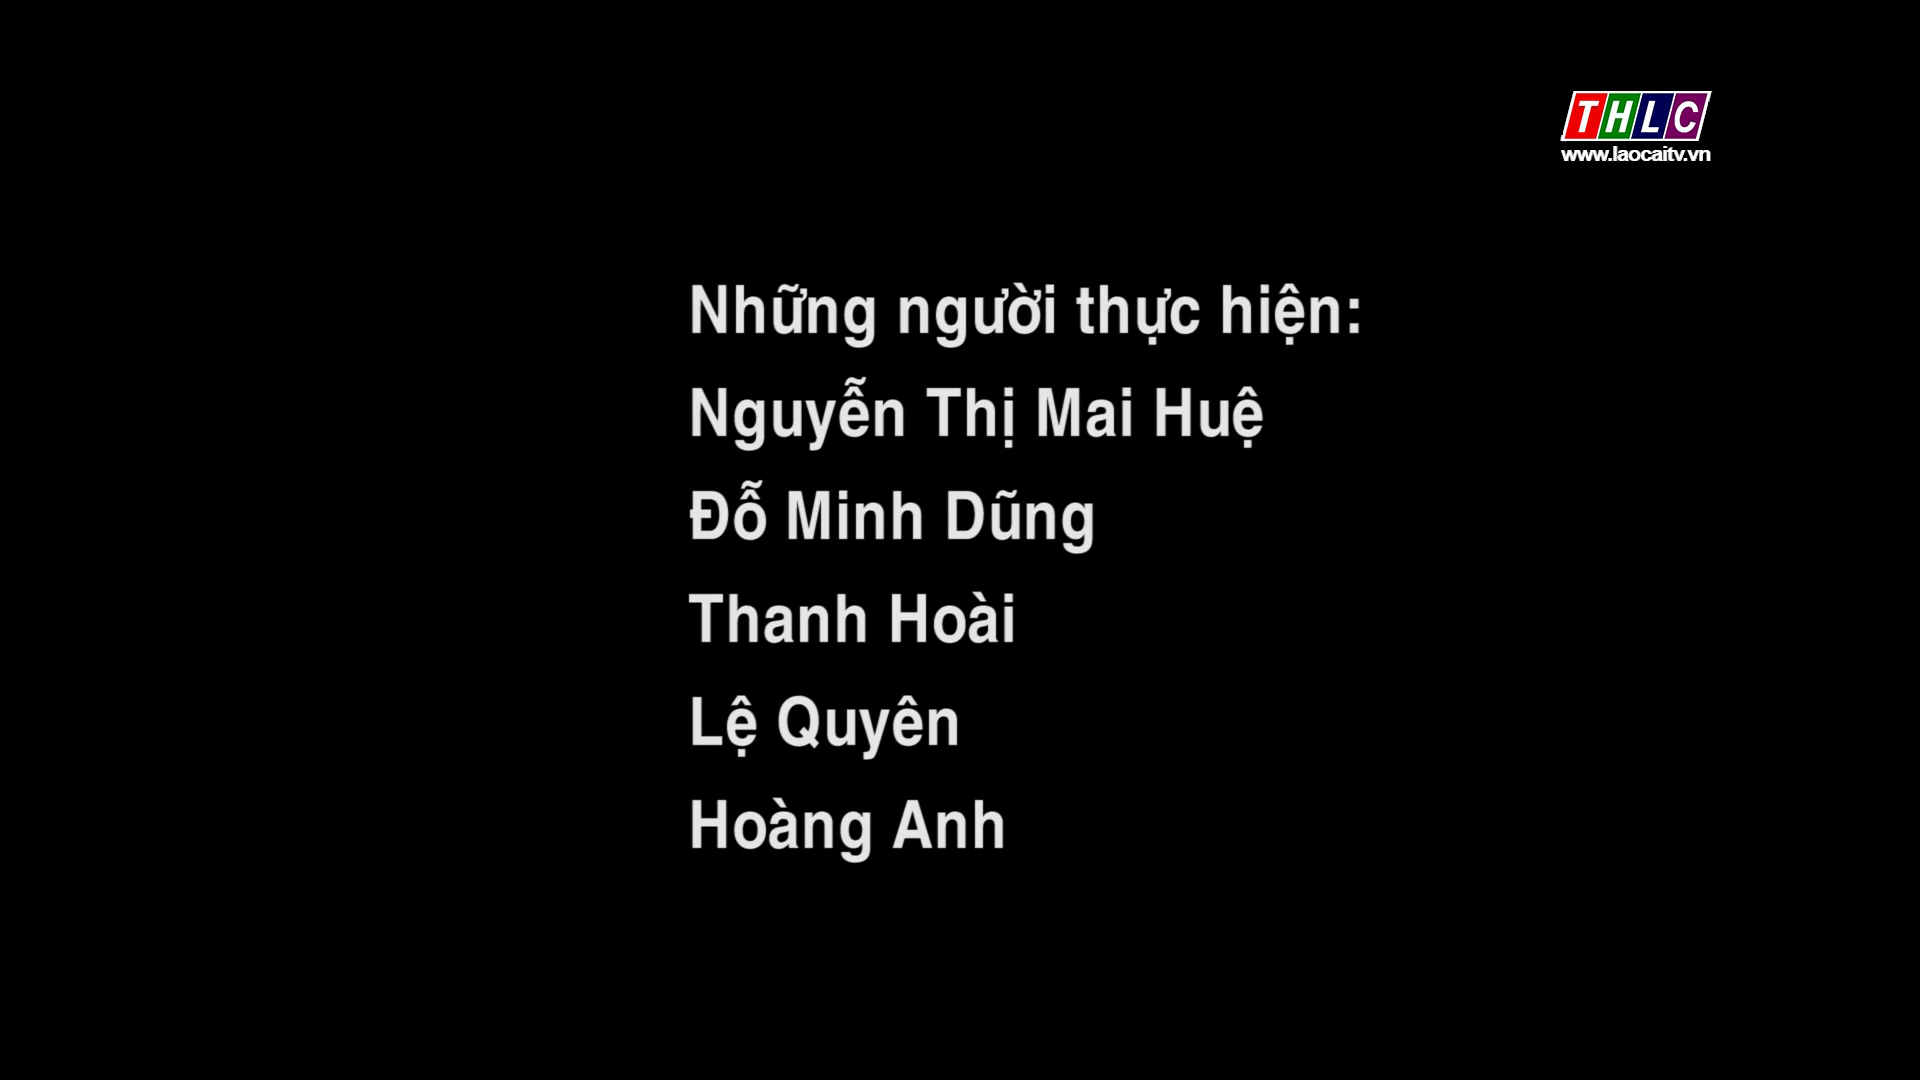 THLC
www.laocaitv.vn
Những người thực hiện:
Nguyễn Thị Mai Huệ
Đỗ Minh Dũng
Thanh Hoài
Lệ Quyên
Hoàng Anh